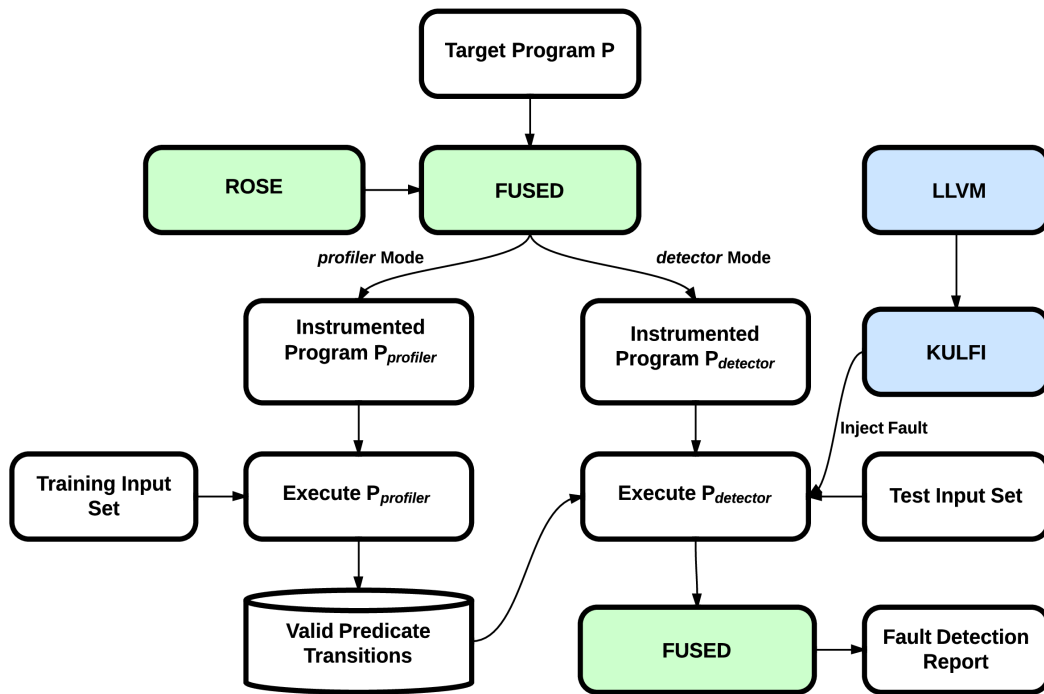 Target Program P
ROSE
FUSED
LLVM
profiler Mode
detector Mode
Instrumented
Program Pprofiler
Instrumented
Program Pdetector
KULFI
Inject Fault
Training Input
Set
Execute Pprofiler
Execute Pdetector
Test Input Set
Valid Predicate
Transitions
FUSED
Fault Detection
Report